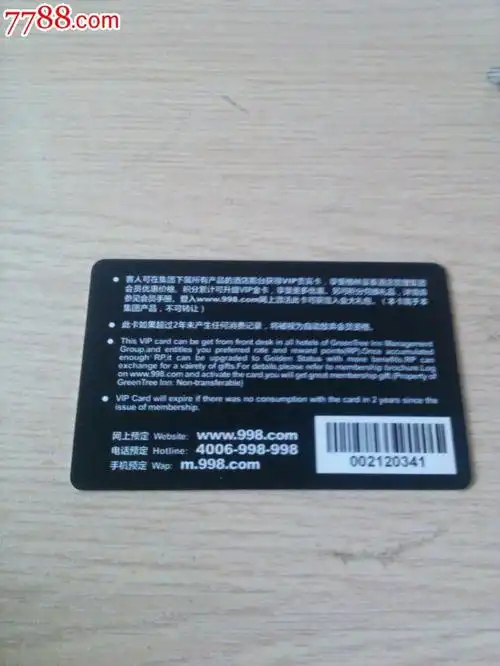 7788.com
客人可在集团下属所有产品的酒店前台获得VIP贵宾卡，享受格林豪泰酒店管理集团
会员优惠价格。积分累计可升级VIP金卡，享受更多优惠，另可积分兑换礼品，详情请
参见会员手册。登入www.998.com网上激活此卡可获赠入会大礼包。（本卡属于本
集团产品，不可转让）
此卡如果超过2年未产生任何消费记录，将被视为自动放弃会员资格。
This VIP card can be get from front desk in all hotels of GreenTree Inn Management
Group.and entitles you preferred rate and reward points(RP).Once accumulated
enough RP,it can be upgraded to Golden Status with more benefits.RP can
exchange for a vairety of gifts.For details,please refer to membership brochure.Log
on www.998.com and activate the card,you will get great membership gift.(Property of
GreenTree Inn: Non-transferable)
VIP Card will expire if there was no consumption with the card in 2 years since the
issue of membership.
网上预定 Website: www.998.com
电话预定 Hotline: 4006-998-998
手机预定 Wap: m.998.com
002120341